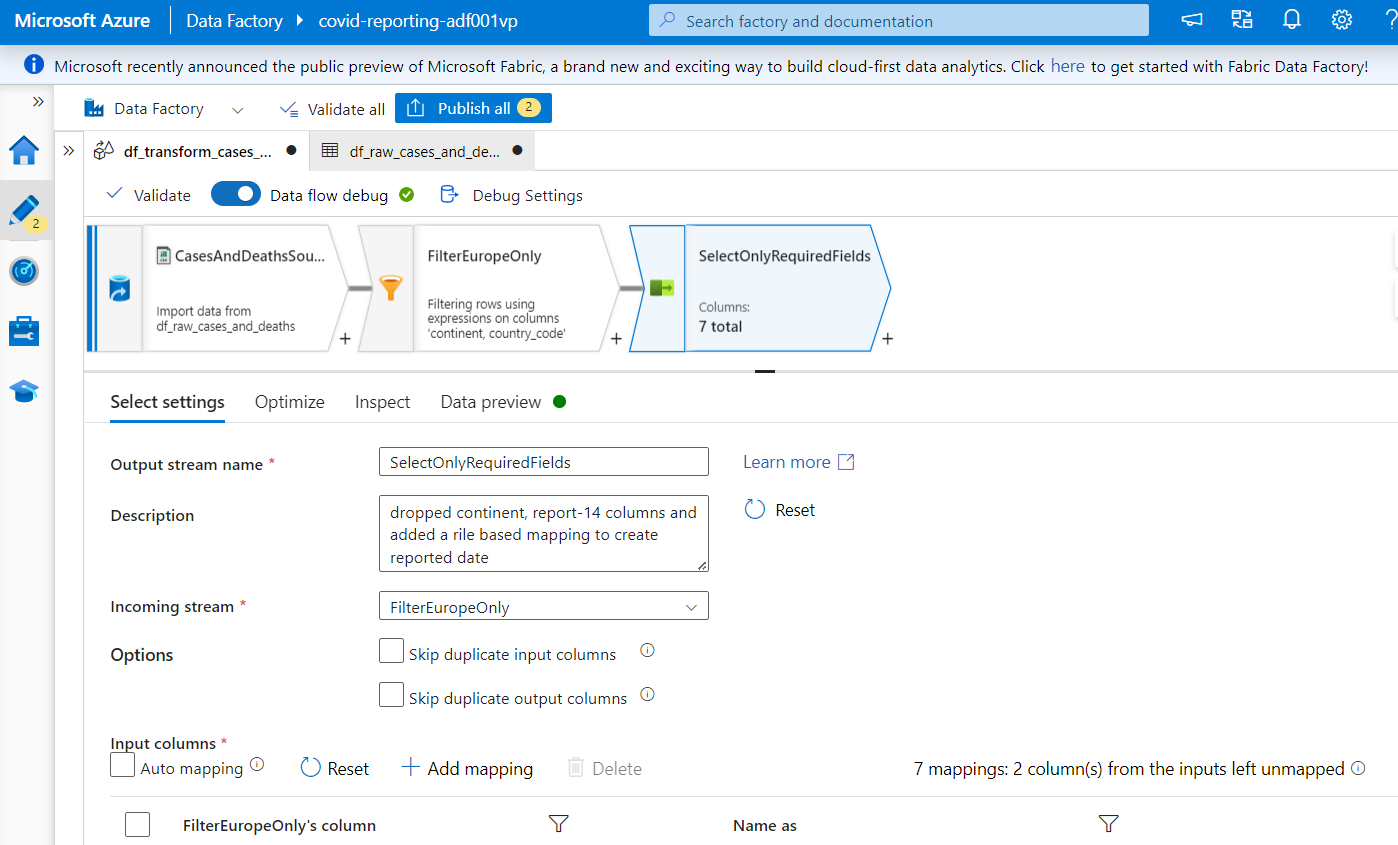 Microsoft Azure
Data Factory
covid-reporting-adf001vp
Search factory and documentation
?
Microsoft recently announced the public preview of Microsoft Fabric, a brand new and exciting way to build cloud-first data analytics. Click here to get started with Fabric Data Factory!
Data Factory
Validate all
Publish all 2
df_transform_cases_...
df_raw_cases_and_de...
2
Validate
Data flow debug
Debug Settings
CasesAndDeathsSou...
Import data from
df_raw_cases_and_deaths
+
FilterEuropeOnly
Filtering rows using
expressions on columns
'continent, country_code'
+
SelectOnlyRequiredFields
Columns:
7 total
+
Select settings
Optimize
Inspect
Data preview
Output stream name *
SelectOnlyRequiredFields
Learn more
Description
dropped continent, report-14 columns and
added a rile based mapping to create
reported date
Reset
Incoming stream *
FilterEuropeOnly
Options
Skip duplicate input columns
Skip duplicate output columns
Input columns *
Auto mapping
Reset
Add mapping
Delete
7 mappings: 2 column(s) from the inputs left unmapped
FilterEuropeOnly's column
Name as